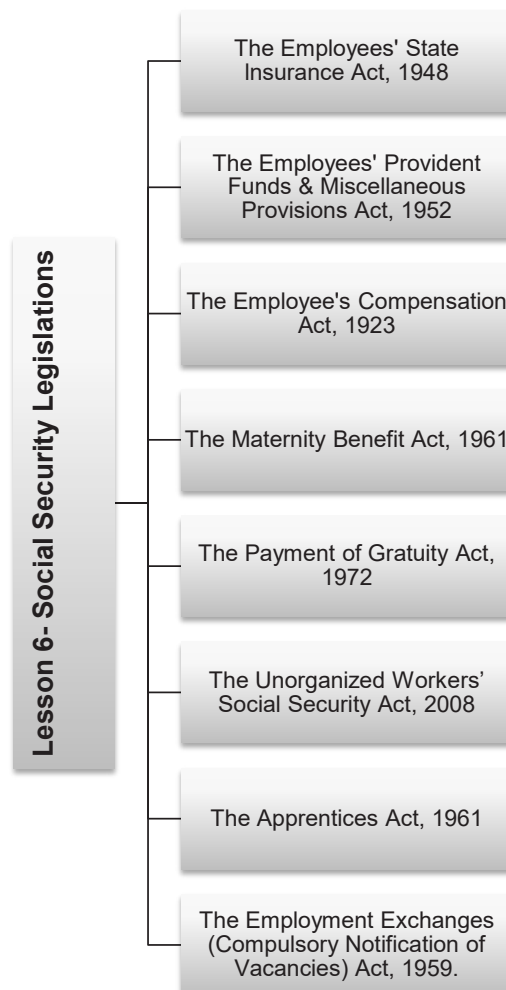 Lesson 6- Social Security Legislations
The Employees' State
Insurance Act, 1948
The Employees' Provident
Funds & Miscellaneous
Provisions Act, 1952
The Employee's Compensation
Act, 1923
The Maternity Benefit Act, 1961
The Payment of Gratuity Act,
1972
The Unorganized Workers’
Social Security Act, 2008
The Apprentices Act, 1961
The Employment Exchanges
(Compulsory Notification of
Vacancies) Act, 1959.